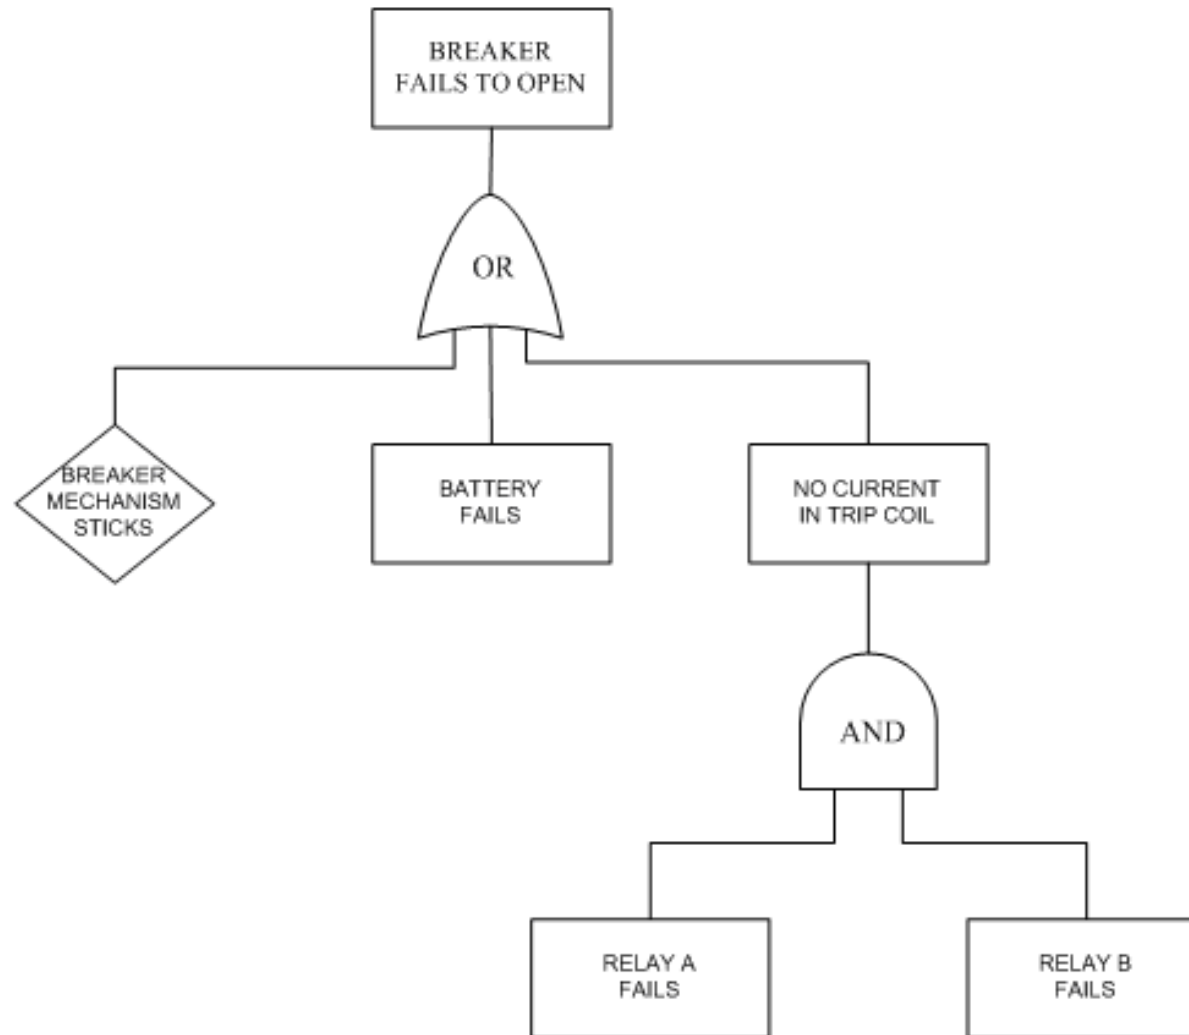 BREAKER
FAILS TO OPEN
OR
BREAKER
MECHANISM
STICKS
BATTERY
FAILS
NO CURRENT
IN TRIP COIL
AND
RELAY A
FAILS
RELAY B
FAILS